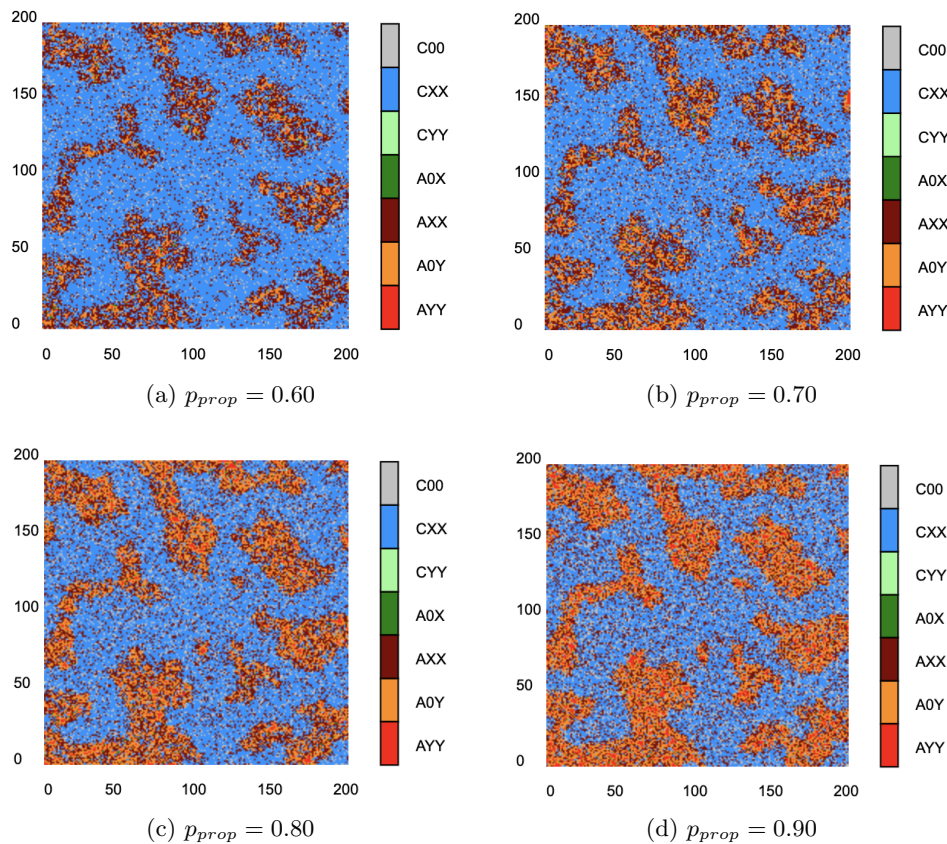 200
150
100
50
0
0 50 100 150 200
C00
CXX
CYY
A0X
AXX
A0Y
AYY
(a) p_prop = 0.60
200
150
100
50
0
0 50 100 150 200
C00
CXX
CYY
A0X
AXX
A0Y
AYY
(b) p_prop = 0.70
200
150
100
50
0
0 50 100 150 200
C00
CXX
CYY
A0X
AXX
A0Y
AYY
(c) p_prop = 0.80
200
150
100
50
0
0 50 100 150 200
C00
CXX
CYY
A0X
AXX
A0Y
AYY
(d) p_prop = 0.90